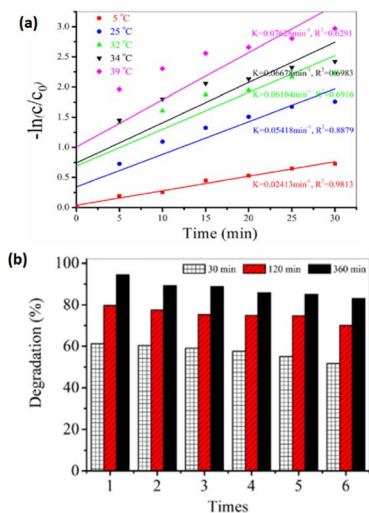 (a)
3.0
2.5
2.0
1.5
1.0
0.5
0.0
-ln(c/c0)
5 °C
25 °C
32 °C
34 °C
39 °C
K=0.07628min-1, R2=0.6291
K=0.06678min-1, R2=0.6983
K=0.06104min-1, R2=0.6916
K=0.05418min-1, R2=0.8879
K=0.02413min-1, R2=0.9813
0 5 10 15 20 25 30
Time (min)
(b)
100
80
60
40
20
0
Degradation (%)
30 min 120 min 360 min
1 2 3 4 5 6
Times